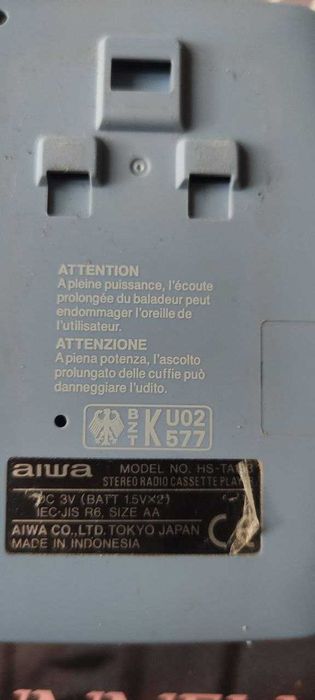 ATTENTION
A pleine puissance, l'écoute
prolongée du baladeur peut
endommager l'oreille de
l'utilisateur.
ATTENZIONE
A piena potenza, l'ascolto
prolungato delle cuffie può
danneggiare l'udito.
BZT K U02 577
aiwa MODEL NO.
STEREO RADIO CASSETTE
DC 3V (BATT 1.5V×2)
IEC·JIS R6, SIZE AA
AIWA CO., LTD. TOKYO JAPAN
MADE IN INDONESIA
CE